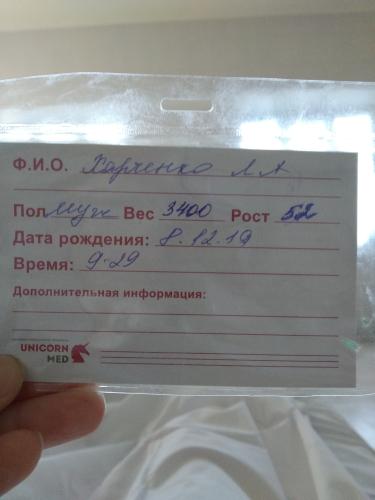 Ф.И.О. Харченко Л А
Пол муж Вес 3400 Рост 52
Дата рождения: 8.12.19
Время: 9-29
Дополнительная информация:
UNICORN
MED